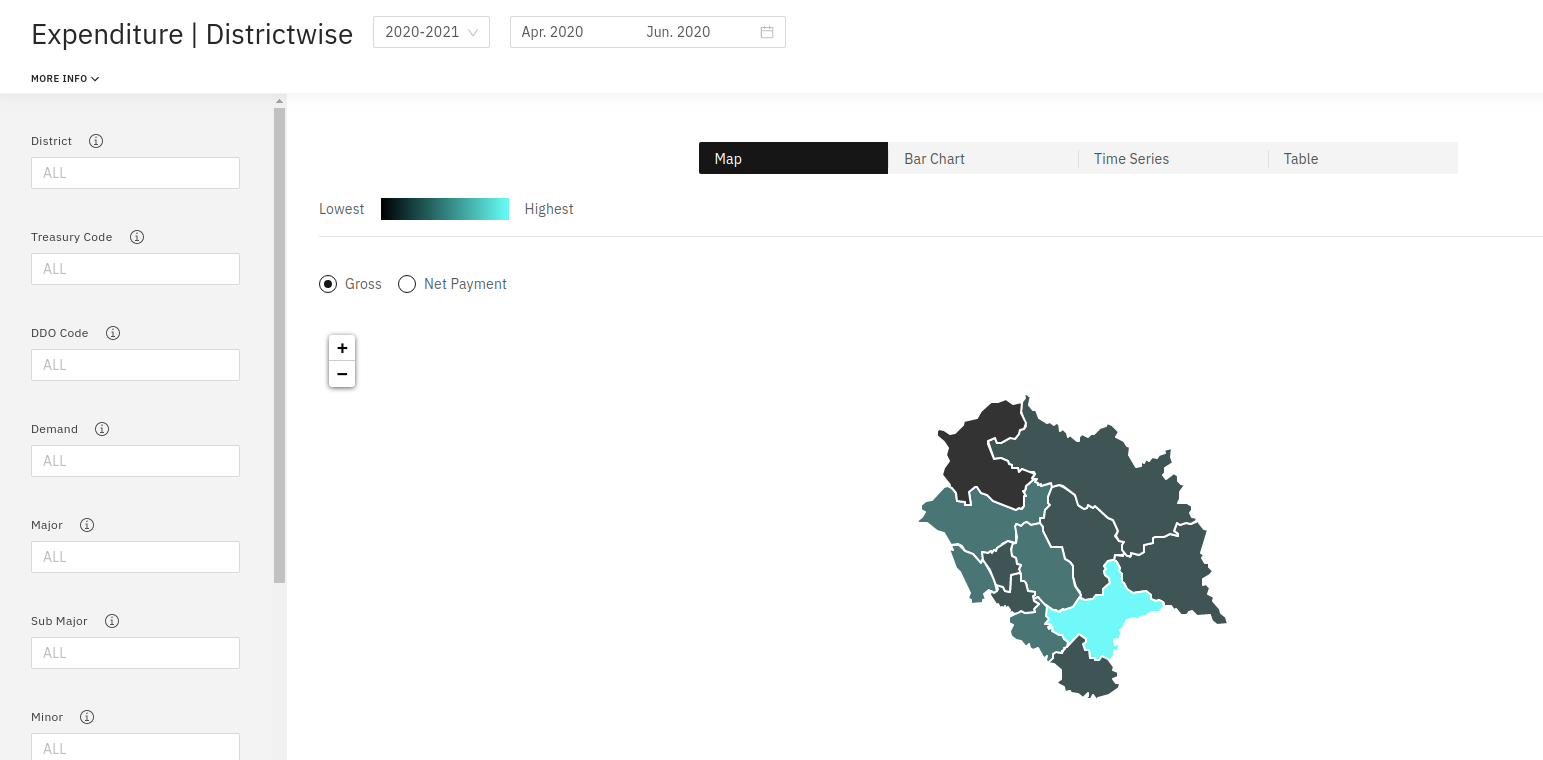 Expenditure | Districtwise
2020-2021
Apr. 2020
Jun. 2020
MORE INFO
District
ALL
Treasury Code
ALL
DDO Code
ALL
Demand
ALL
Major
ALL
Sub Major
ALL
Minor
ALL
Map
Bar Chart
Time Series
Table
Lowest
Highest
Gross
Net Payment
+
−